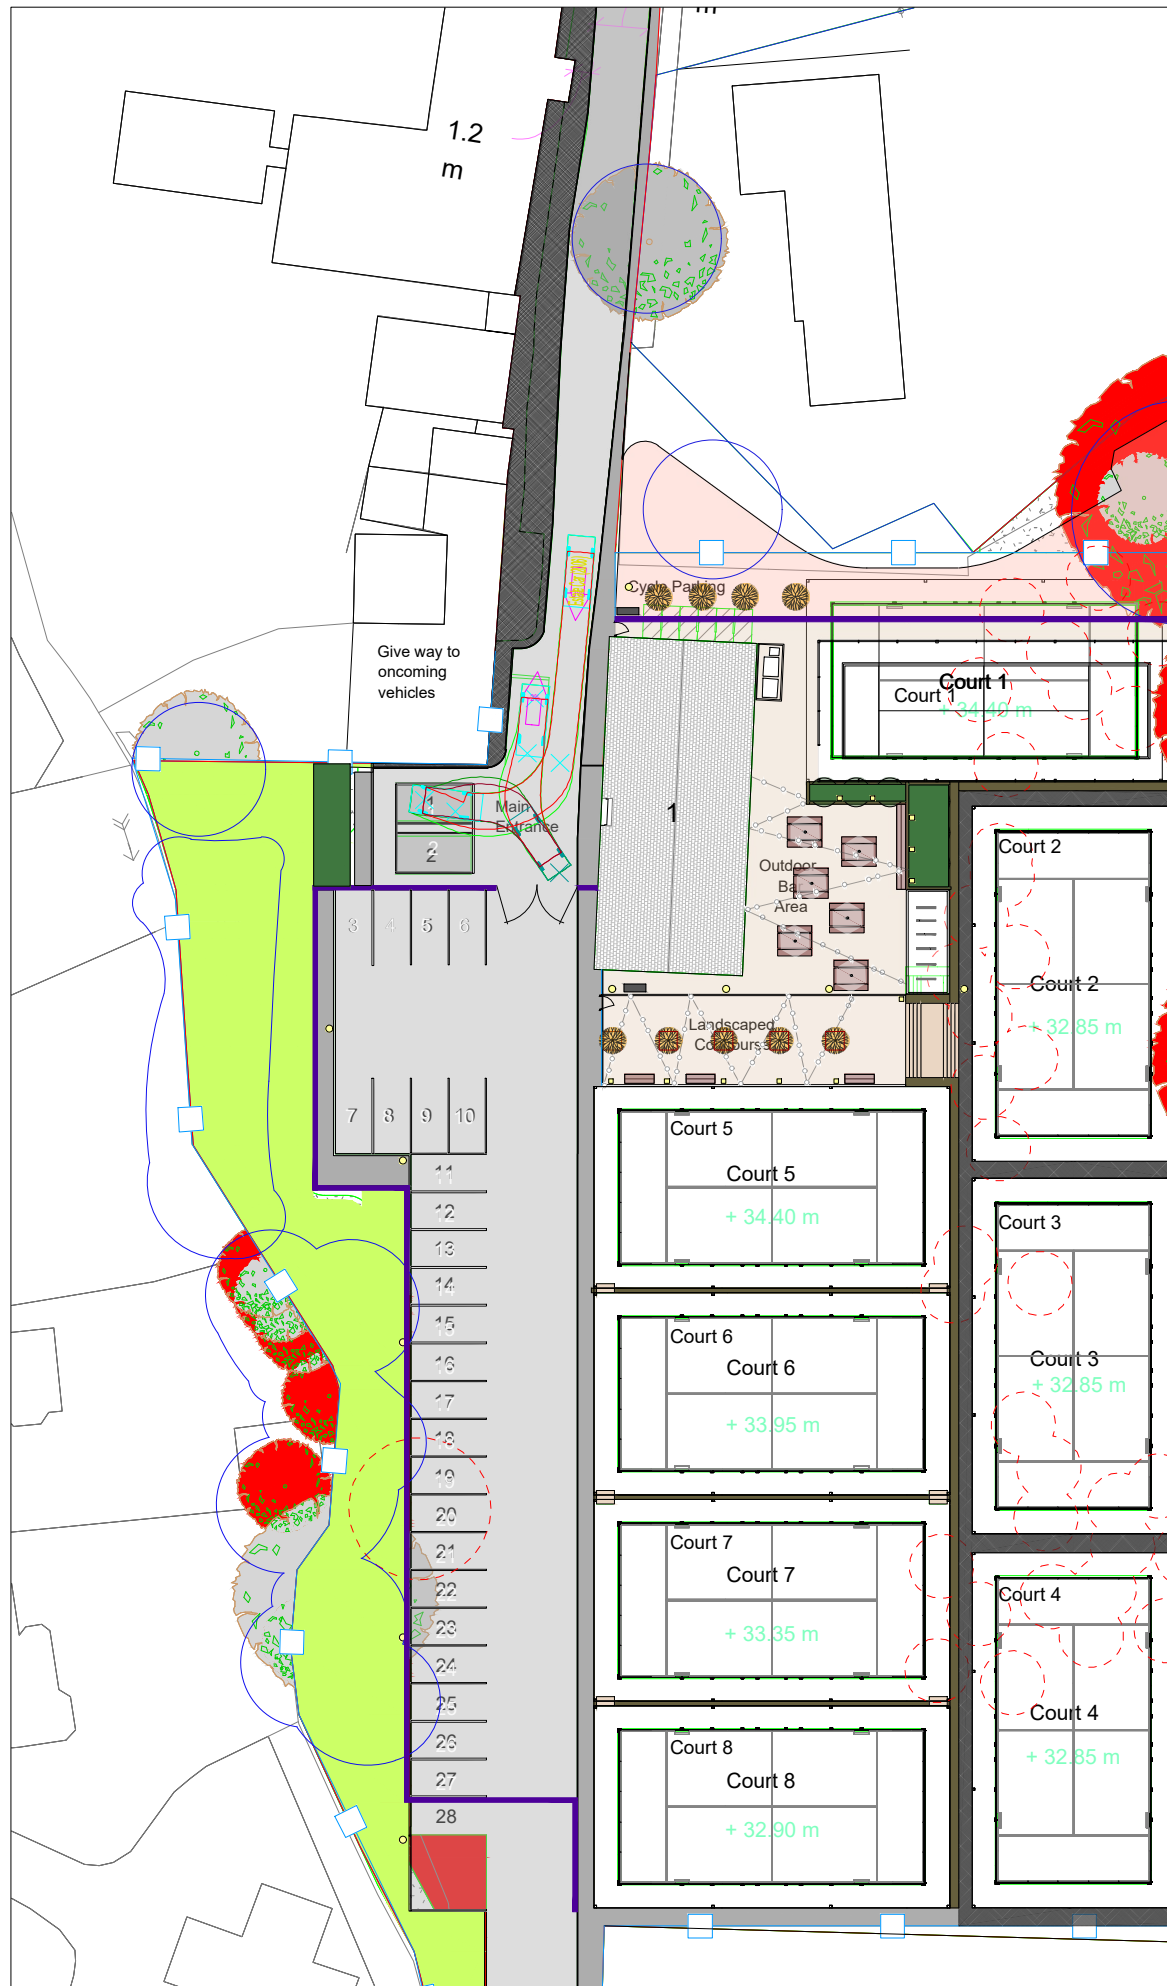 m
1.2
m
Cycle Parking
Give way to
oncoming
vehicles
Court 1
Court 1
+ 34.40 m
1
2
Main
Entrance
1
Outdoor
Bar
Area
Court 2
Court 2
+ 32.85 m
3
4
5
6
Landscaped
7
8
9
10
11
12
13
14
15
16
17
18
19
20
21
22
23
24
25
26
27
28
Court 5
Court 5
+ 34.40 m
Court 3
Court 3
+ 32.85 m
Court 6
Court 6
+ 33.95 m
Court 7
Court 7
+ 33.35 m
Court 4
Court 4
+ 32.85 m
Court 8
Court 8
+ 32.90 m